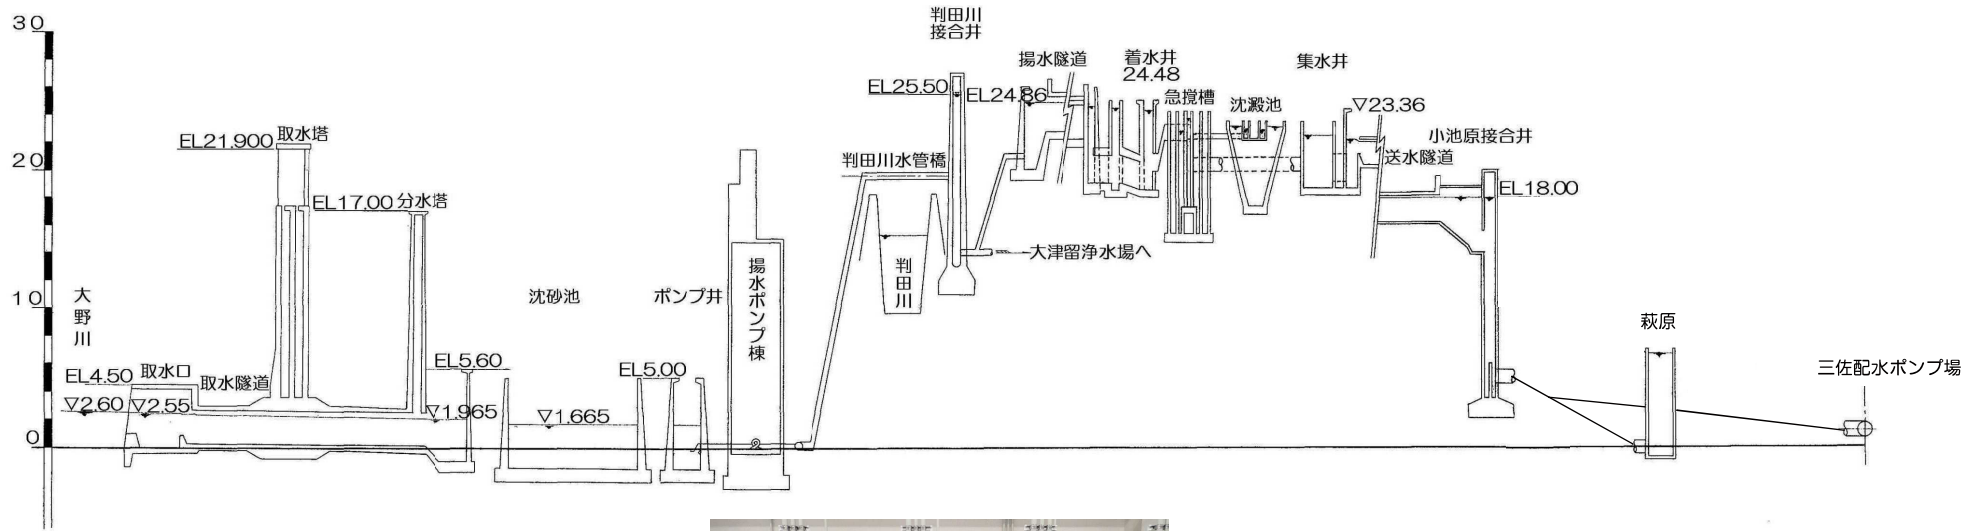 30
20
10
0
大野川
EL4.50
取水口
取水隧道
▽2.60
▽2.55
EL21.900
取水塔
EL17.00
分水塔
EL5.60
▽1.965
沈砂池
▽1.665
ポンプ井
EL5.00
揚水ポンプ棟
判田川水管橋
判田川
判田川
接合井
EL25.50
大津留浄水場へ
揚水隧道
EL24.86
着水井
24.48
急撹槽
沈澱池
集水井
▽23.36
送水隧道
小池原接合井
EL18.00
萩原
三佐配水ポンプ場